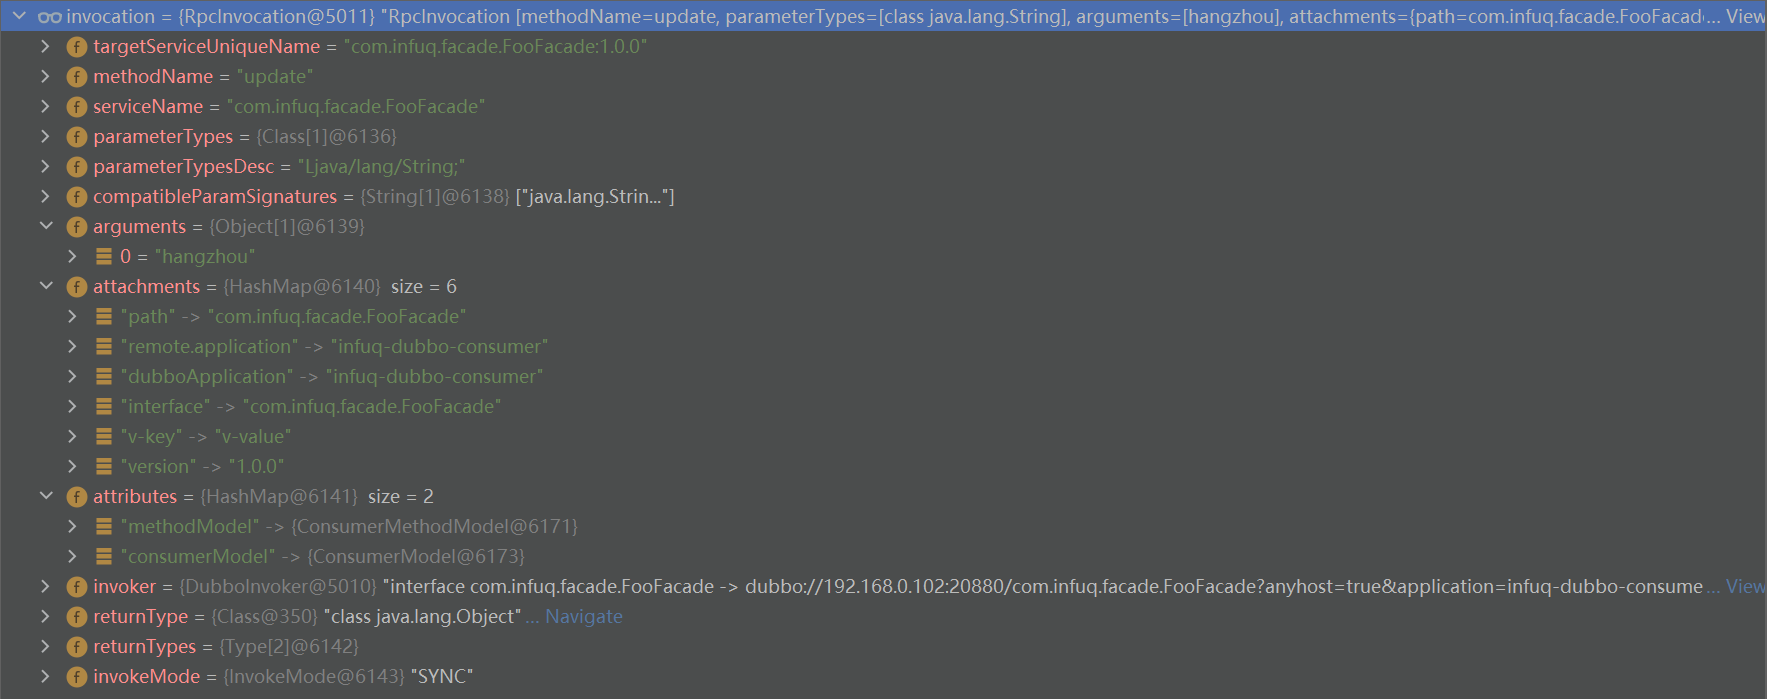 invocation = {RpcInvocation@5011} "RpcInvocation [methodName=update, parameterTypes=[class java.lang.String], arguments=[hangzhou], attachments={path=com.infuq.facade.FooFacad... View
f targetServiceUniqueName = "com.infuq.facade.FooFacade:1.0.0"
f methodName = "update"
f serviceName = "com.infuq.facade.FooFacade"
f parameterTypes = {Class[1]@6136}
f parameterTypesDesc = "Ljava/lang/String;"
f compatibleParamSignatures = {String[1]@6138} ["java.lang.Strin..."]
f arguments = {Object[1]@6139}
0 = "hangzhou"
f attachments = {HashMap@6140} size = 6
"path" -> "com.infuq.facade.FooFacade"
"remote.application" -> "infuq-dubbo-consumer"
"dubboApplication" -> "infuq-dubbo-consumer"
"interface" -> "com.infuq.facade.FooFacade"
"v-key" -> "v-value"
"version" -> "1.0.0"
f attributes = {HashMap@6141} size = 2
"methodModel" -> {ConsumerMethodModel@6171}
"consumerModel" -> {ConsumerModel@6173}
f invoker = {DubboInvoker@5010} "interface com.infuq.facade.FooFacade -> dubbo://192.168.0.102:20880/com.infuq.facade.FooFacade?anyhost=true&application=infuq-dubbo-consume... View
f returnType = {Class@350} "class java.lang.Object" ... Navigate
f returnTypes = {Type[2]@6142}
f invokeMode = {InvokeMode@6143} "SYNC"